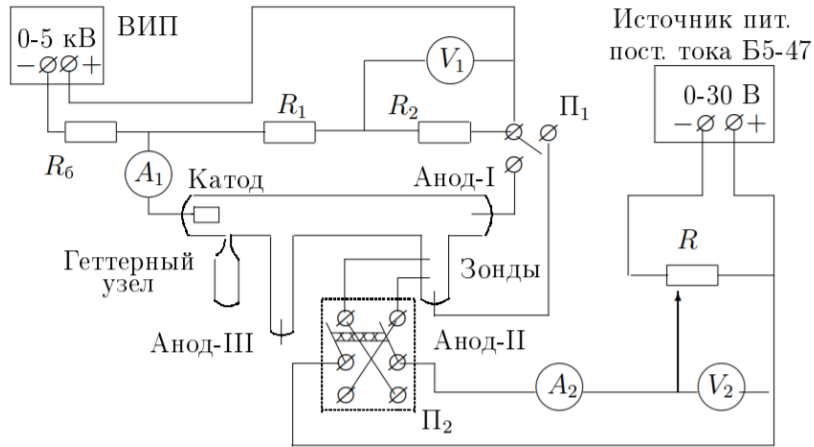 ВИП
0-5 кВ
− +
V₁
Источник пит.
пост. тока Б5-47
0-30 В
− +
R₁
R₂
П₁
Rб
A₁
Катод
Анод-I
R
Геттерный
узел
Зонды
Анод-III
Анод-II
A₂
V₂
П₂